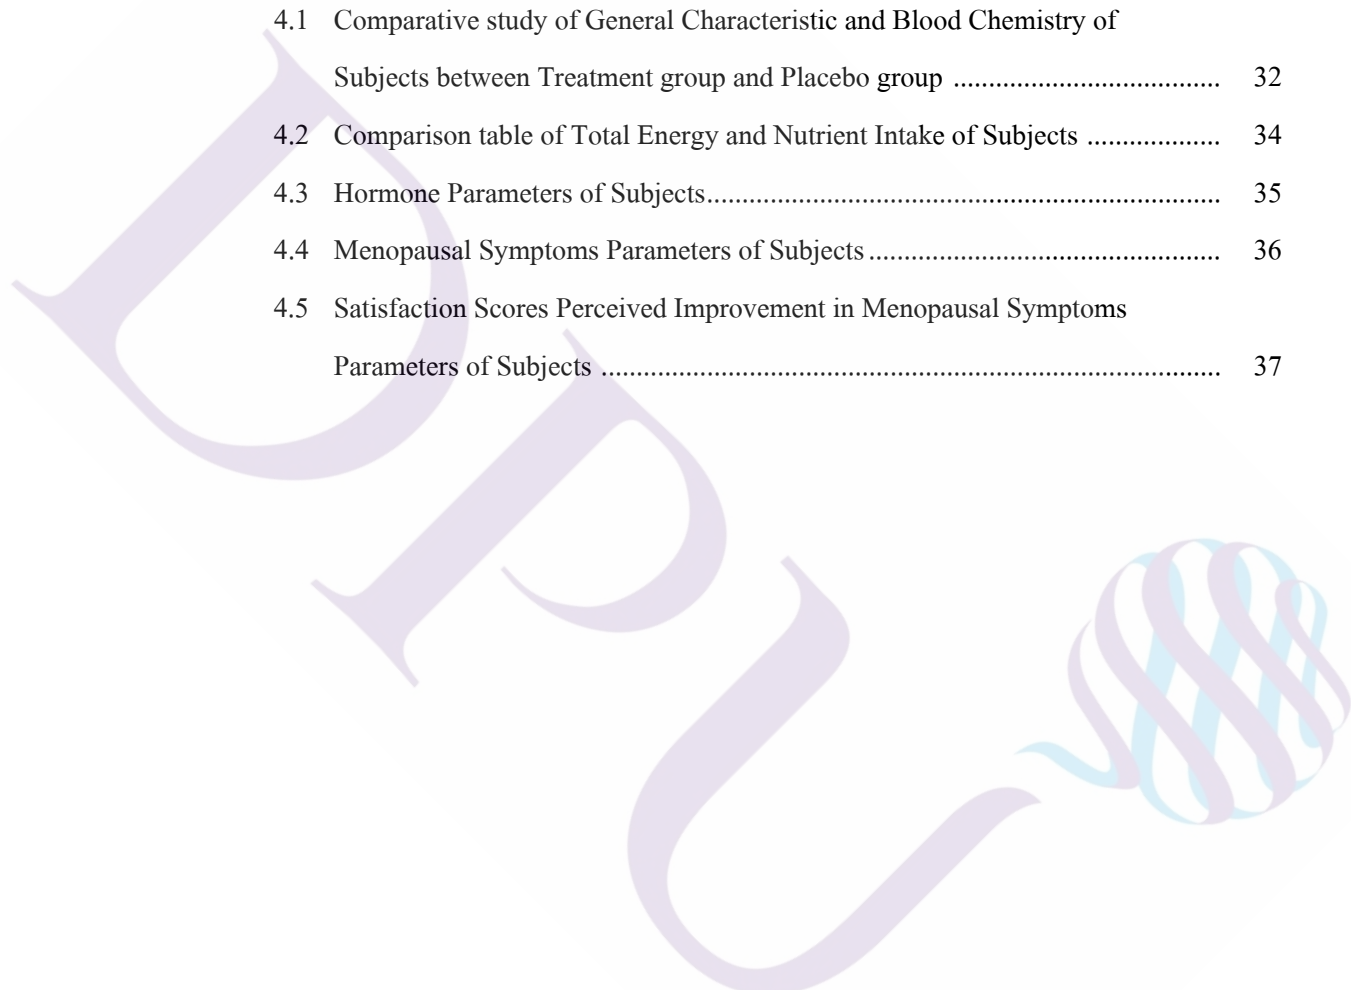 4.1 Comparative study of General Characteristic and Blood Chemistry of
Subjects between Treatment group and Placebo group ...................................... 32
4.2 Comparison table of Total Energy and Nutrient Intake of Subjects ................... 34
4.3 Hormone Parameters of Subjects......................................................................... 35
4.4 Menopausal Symptoms Parameters of Subjects .................................................. 36
4.5 Satisfaction Scores Perceived Improvement in Menopausal Symptoms
Parameters of Subjects ........................................................................................ 37
DPU